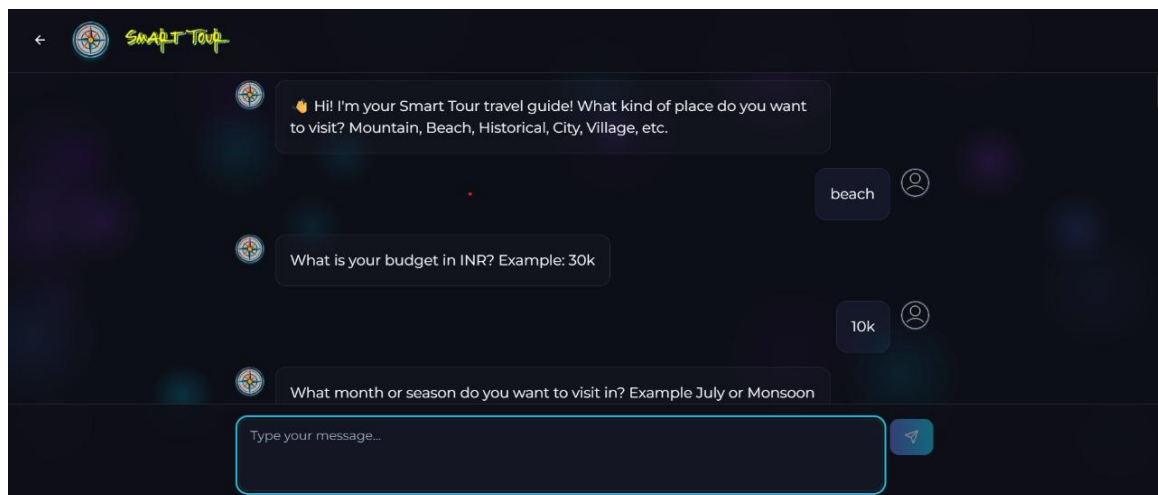 Smart Tour
👋 Hi! I'm your Smart Tour travel guide! What kind of place do you want
to visit? Mountain, Beach, Historical, City, Village, etc.
beach
What is your budget in INR? Example: 30k
10k
What month or season do you want to visit in? Example July or Monsoon
Type your message...